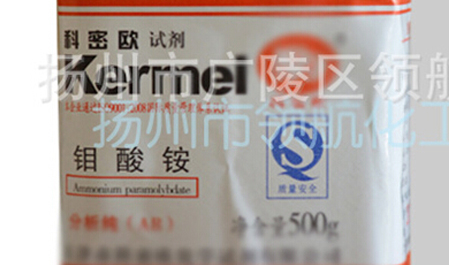 科密欧试剂
Kermel
扬州市广陵区领航
扬州市领航化工
钼酸铵
Ammonium paramolybdate
质量安全
分析纯(AR)
净含量500g